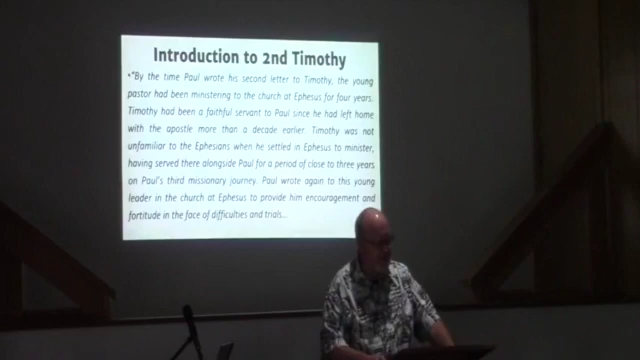 Introduction to 2nd Timothy
•"By the time Paul wrote his second letter to Timothy, the young
pastor had been ministering to the church at Ephesus for four years.
Timothy had been a faithful servant to Paul since he had left home
with the apostle more than a decade earlier. Timothy was not
unfamiliar to the Ephesians when he settled in Ephesus to minister,
having served there alongside Paul for a period of close to three years
on Paul's third missionary journey. Paul wrote again to this young
leader in the church at Ephesus to provide him encouragement and
fortitude in the face of difficulties and trials...